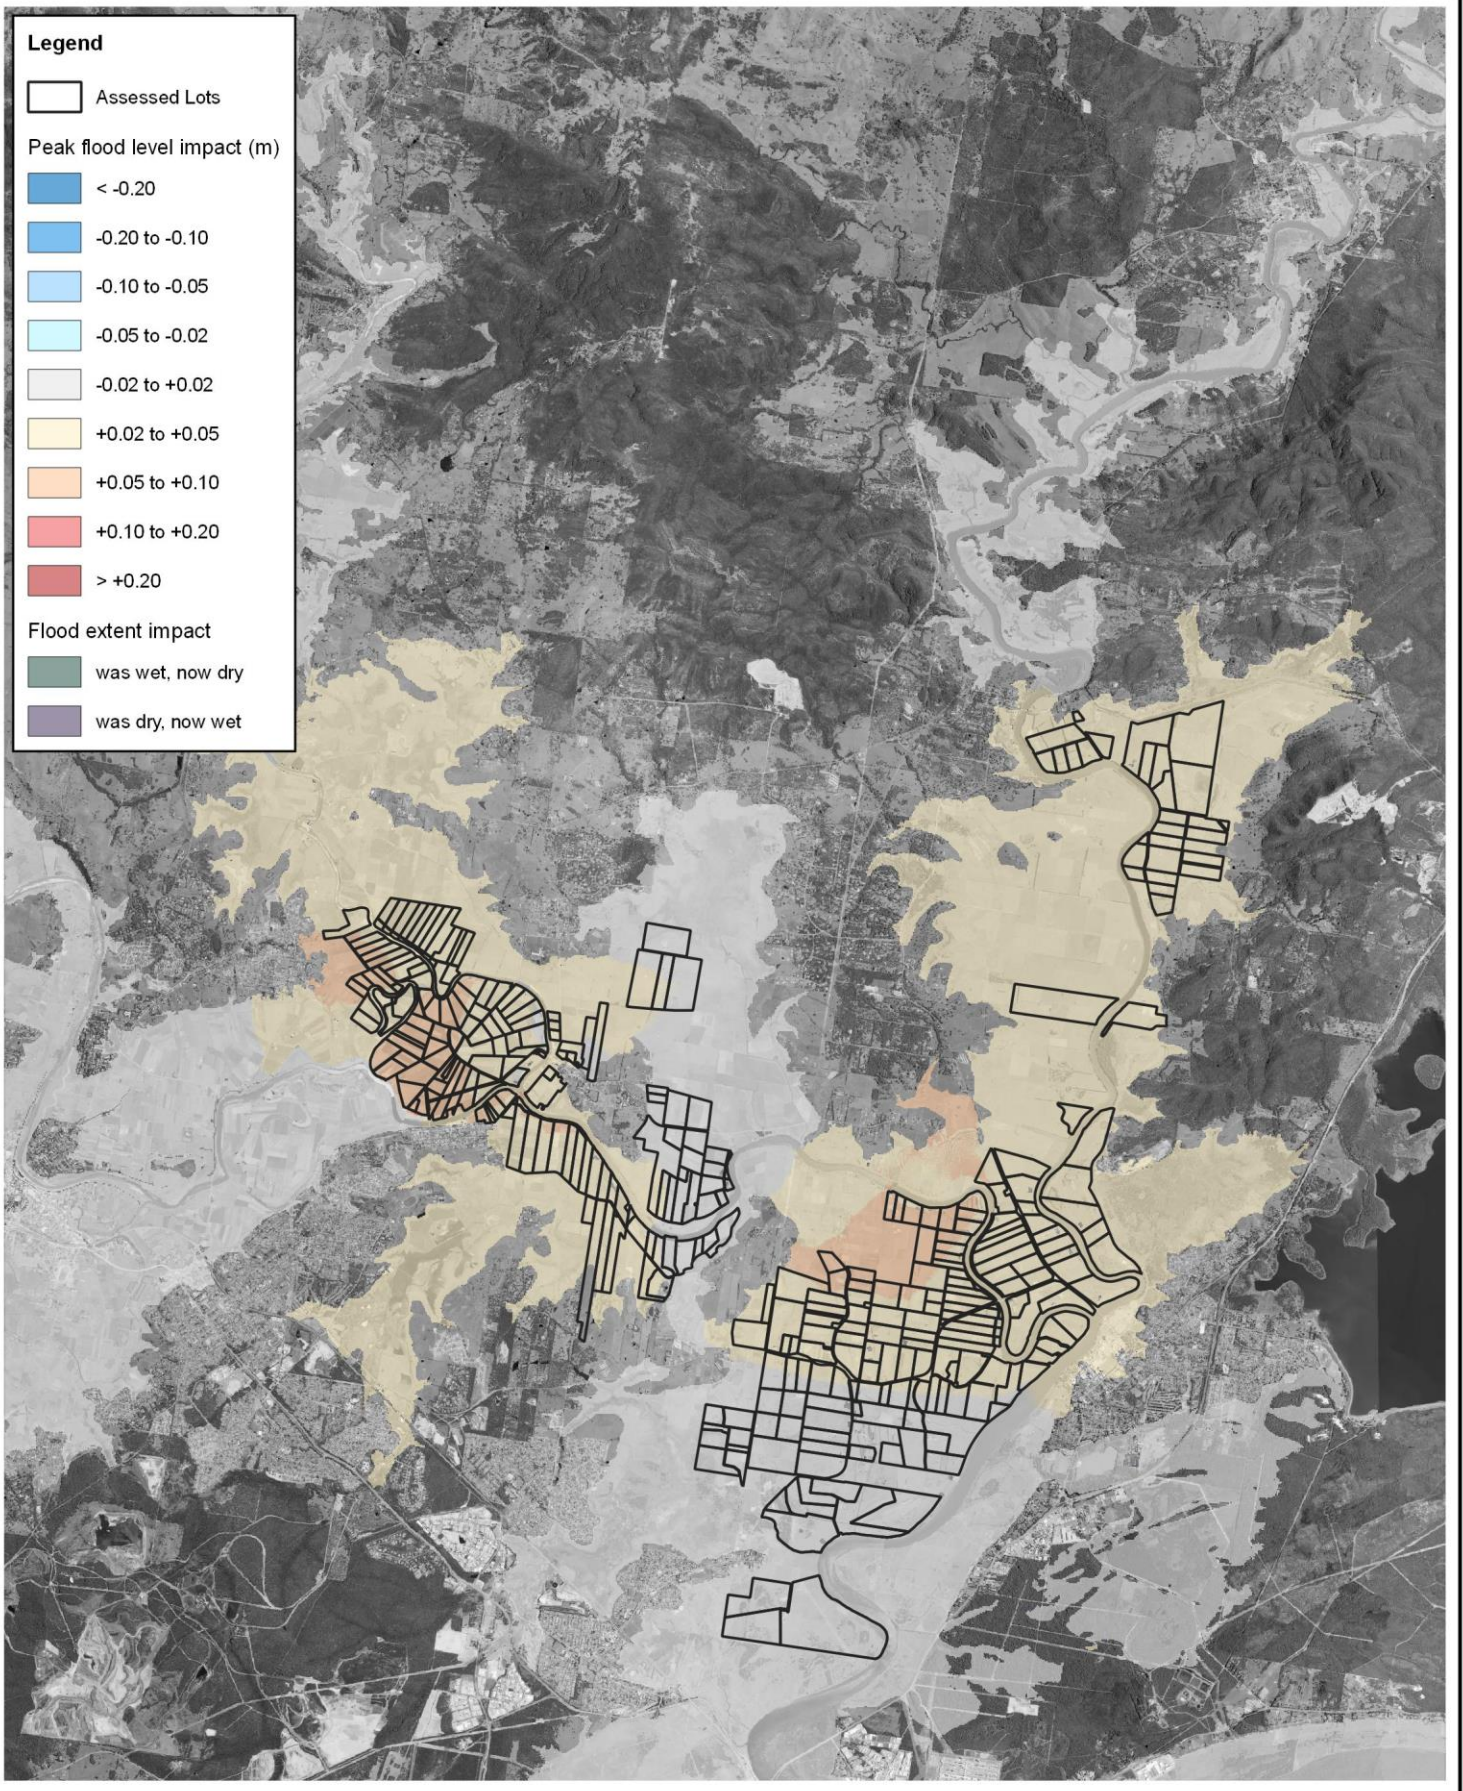 Legend
Assessed Lots
Peak flood level impact (m)
< -0.20
-0.20 to -0.10
-0.10 to -0.05
-0.05 to -0.02
-0.02 to +0.02
+0.02 to +0.05
+0.05 to +0.10
+0.10 to +0.20
> +0.20
Flood extent impact
was wet, now dry
was dry, now wet